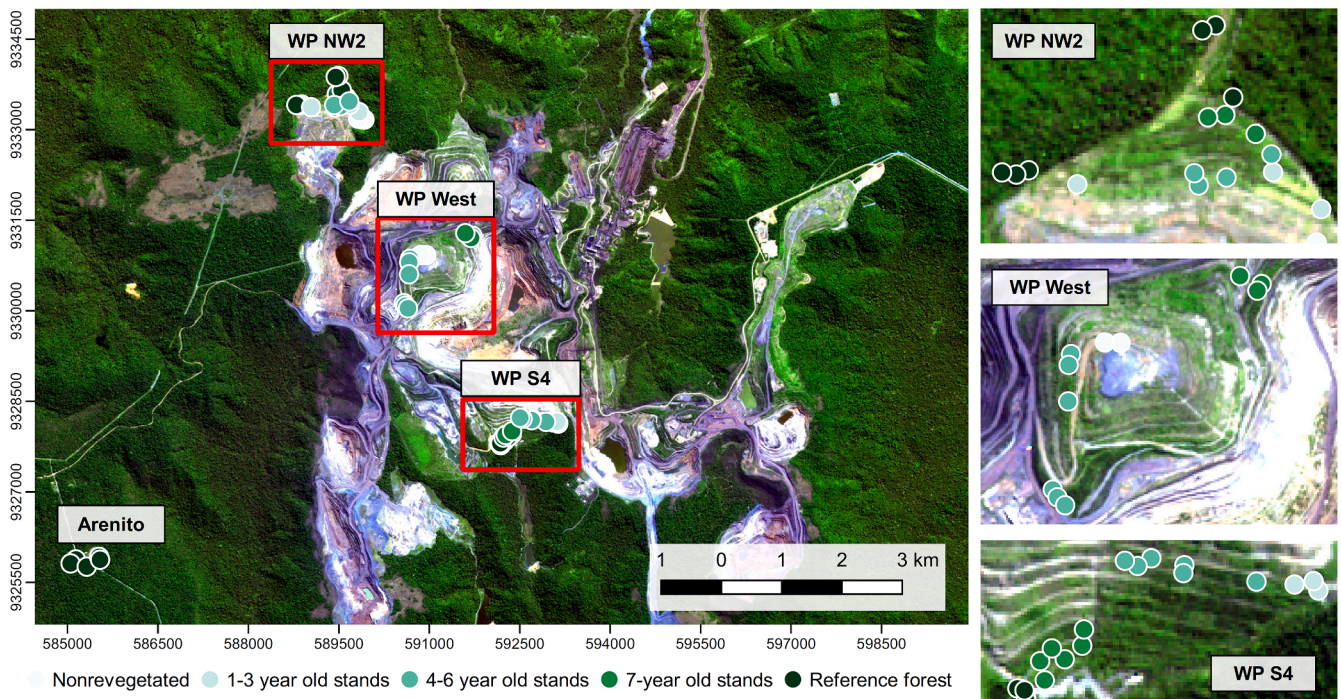 WP NW2
WP West
WP S4
Arenito
9334500
9333000
9331500
9330000
9328500
9327000
9325500
585000 586500 588000 589500 591000 592500 594000 595500 597000 598500
1 0 1 2 3 km
WP NW2
WP West
WP S4
Nonrevegetated 1-3 year old stands 4-6 year old stands 7-year old stands Reference forest